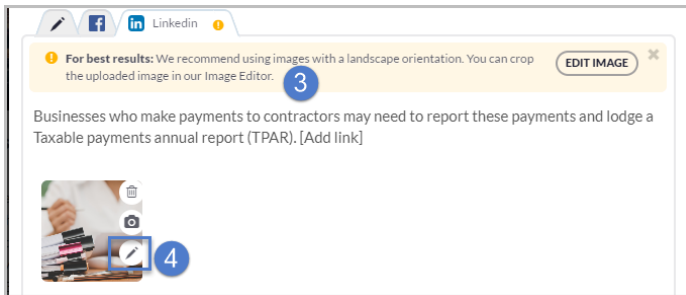 in Linkedin
For best results: We recommend using images with a landscape orientation. You can crop
the uploaded image in our Image Editor.
EDIT IMAGE
3
Businesses who make payments to contractors may need to report these payments and lodge a
Taxable payments annual report (TPAR). [Add link]
4